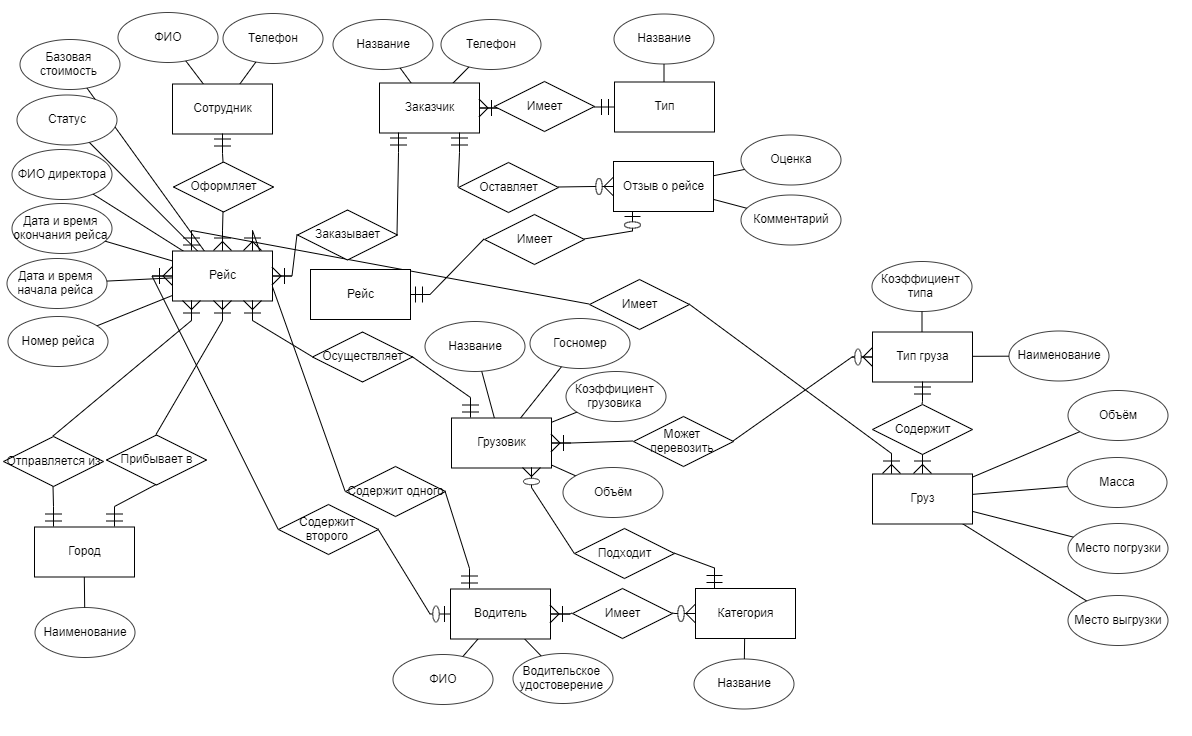 ФИО
Телефон
Название
Телефон
Название
Базовая
стоимость
Сотрудник
Заказчик
Имеет
Тип
Статус
Оценка
ФИО директора
Оформляет
Оставляет
Отзыв о рейсе
Комментарий
Дата и время
окончания рейса
Заказывает
Имеет
Рейс
Дата и время
начала рейса
Рейс
Имеет
Коэффициент
типа
Номер рейса
Осуществляет
Название
Госномер
Тип груза
Наименование
Коэффициент
грузовика
Грузовик
Может
перевозить
Содержит
Объём
Отправляется из
Прибывает в
Содержит одного
Объём
Груз
Масса
Содержит
второго
Город
Подходит
Место погрузки
Водитель
Имеет
Категория
Место выгрузки
Наименование
ФИО
Водительское
удостоверение
Название